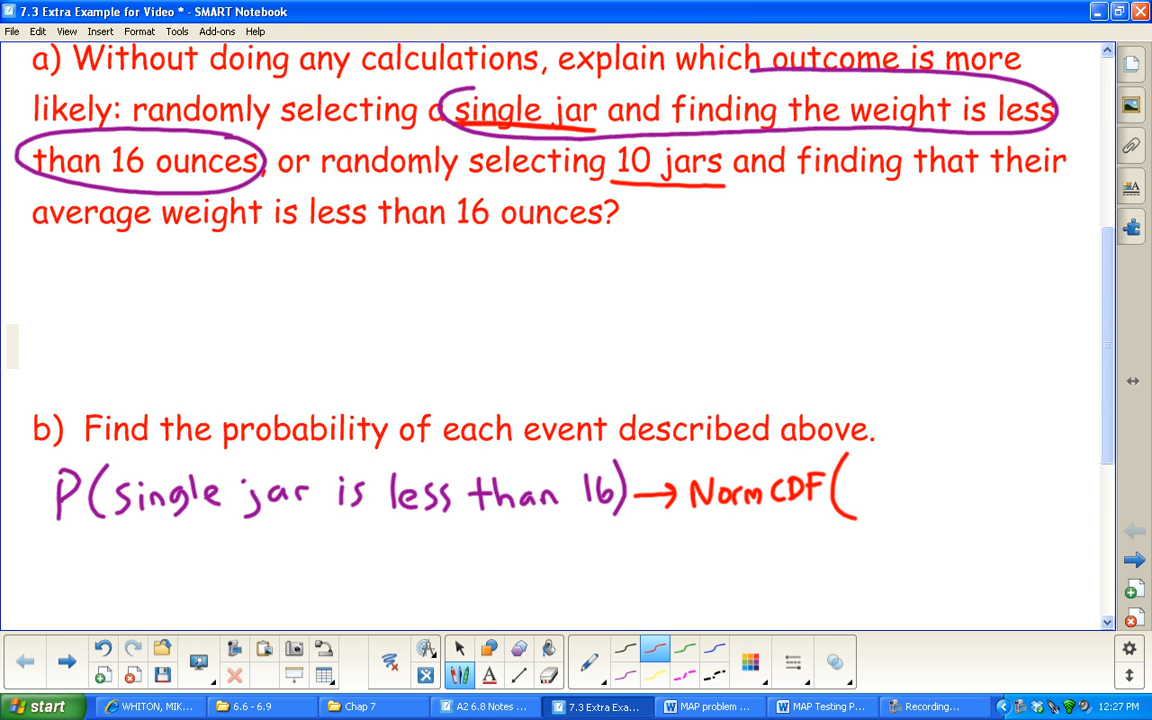 7.3 Extra Example for Video * - SMART Notebook
File Edit View Insert Format Tools Add-ons Help
a) Without doing any calculations, explain which outcome is more
likely: randomly selecting a single jar and finding the weight is less
than 16 ounces, or randomly selecting 10 jars and finding that their
average weight is less than 16 ounces?
b) Find the probability of each event described above.
P(single jar is less than 16) → NormCDF(
start WHITON, MIK... 6.6 - 6.9 Chap 7 A2 6.8 Notes ... 7.3 Extra Exa... MAP problem ... MAP Testing P... Recording... 12:27 PM